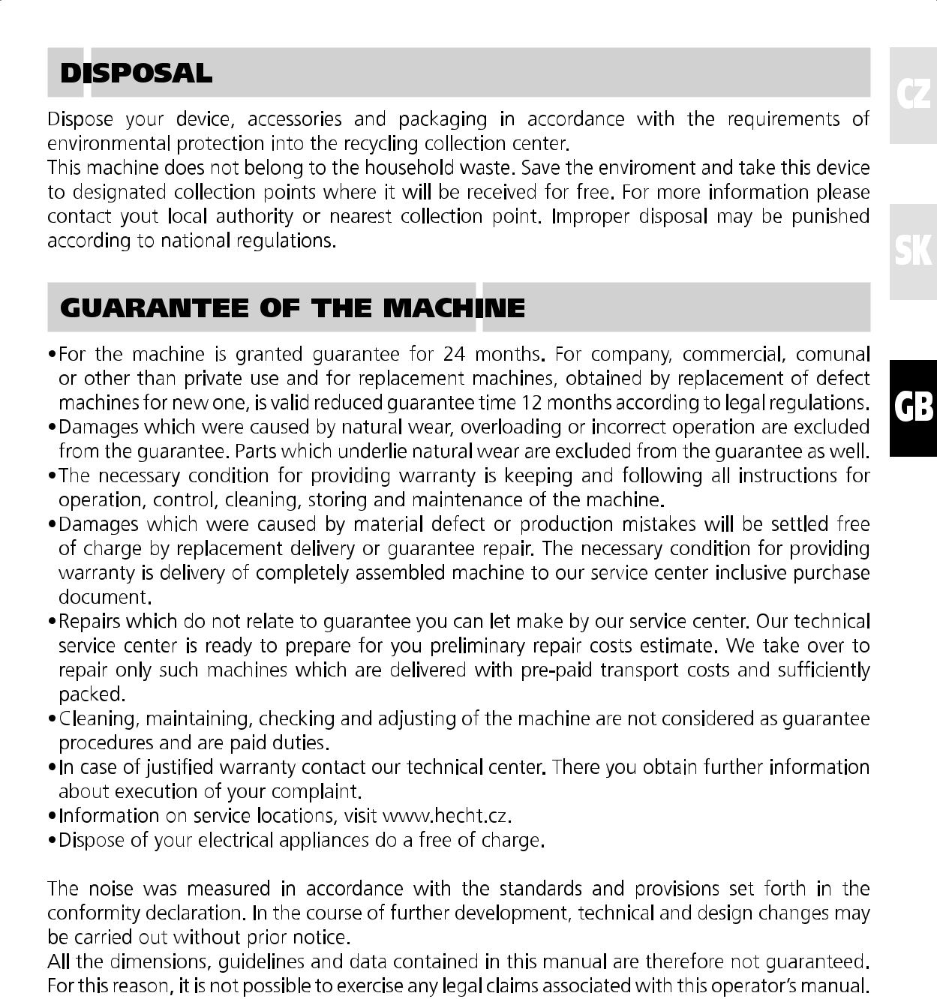 DISPOSAL
Dispose your device, accessories and packaging in accordance with the requirements of
environmental protection into the recycling collection center.
This machine does not belong to the household waste. Save the enviroment and take this device
to designated collection points where it will be received for free. For more information please
contact yout local authority or nearest collection point. Improper disposal may be punished
according to national regulations.
GUARANTEE OF THE MACHINE
•For the machine is granted guarantee for 24 months. For company, commercial, comunal
or other than private use and for replacement machines, obtained by replacement of defect
machines for new one, is valid reduced guarantee time 12 months according to legal regulations.
•Damages which were caused by natural wear, overloading or incorrect operation are excluded
from the guarantee. Parts which underlie natural wear are excluded from the guarantee as well.
•The necessary condition for providing warranty is keeping and following all instructions for
operation, control, cleaning, storing and maintenance of the machine.
•Damages which were caused by material defect or production mistakes will be settled free
of charge by replacement delivery or guarantee repair. The necessary condition for providing
warranty is delivery of completely assembled machine to our service center inclusive purchase
document.
•Repairs which do not relate to guarantee you can let make by our service center. Our technical
service center is ready to prepare for you preliminary repair costs estimate. We take over to
repair only such machines which are delivered with pre-paid transport costs and sufficiently
packed.
•Cleaning, maintaining, checking and adjusting of the machine are not considered as guarantee
procedures and are paid duties.
•In case of justified warranty contact our technical center. There you obtain further information
about execution of your complaint.
•Information on service locations, visit www.hecht.cz.
•Dispose of your electrical appliances do a free of charge.
The noise was measured in accordance with the standards and provisions set forth in the
conformity declaration. In the course of further development, technical and design changes may
be carried out without prior notice.
All the dimensions, guidelines and data contained in this manual are therefore not guaranteed.
For this reason, it is not possible to exercise any legal claims associated with this operator's manual.
CZ
SK
GB